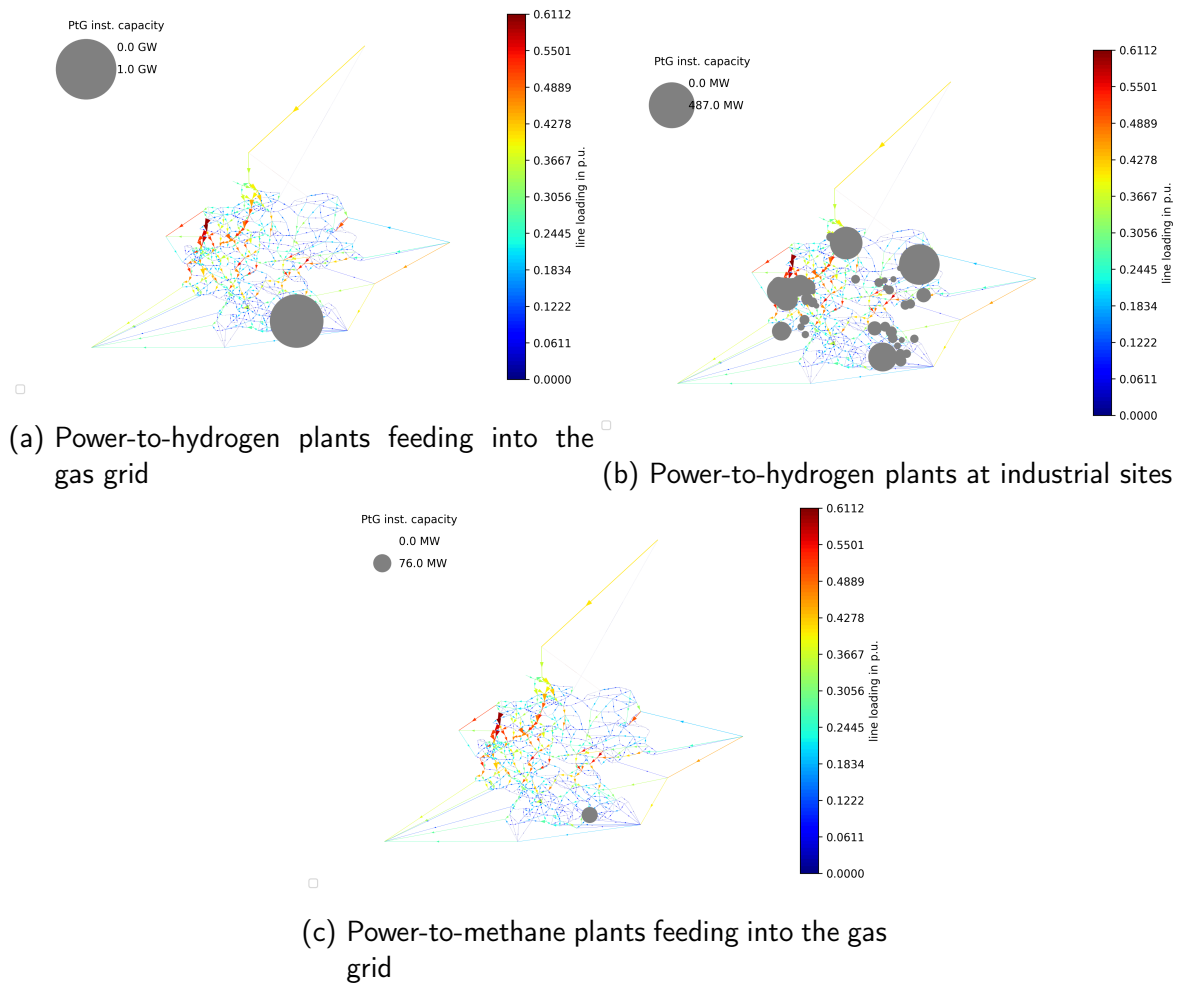 PtG inst. capacity
0.0 GW
1.0 GW
0.6112
0.5501
0.4889
0.4278
0.3667
0.3056
0.2445
0.1834
0.1222
0.0611
0.0000
line loading in p.u.
(a) Power-to-hydrogen plants feeding into the
gas grid
PtG inst. capacity
0.0 MW
487.0 MW
0.6112
0.5501
0.4889
0.4278
0.3667
0.3056
0.2445
0.1834
0.1222
0.0611
0.0000
line loading in p.u.
(b) Power-to-hydrogen plants at industrial sites
PtG inst. capacity
0.0 MW
76.0 MW
0.6112
0.5501
0.4889
0.4278
0.3667
0.3056
0.2445
0.1834
0.1222
0.0611
0.0000
line loading in p.u.
(c) Power-to-methane plants feeding into the gas
grid